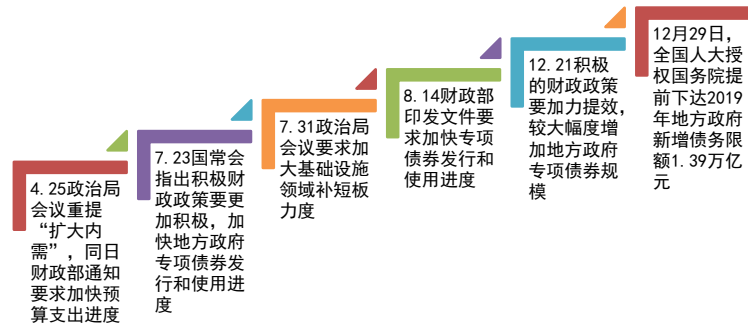 4.25政治局
会议重提
“扩大内
需”，同日
财政部通知
要求加快预
算支出进度
7.23国常会
指出积极财
政政策要更
加积极，加
快地方政府
专项债券发
行和使用进
度
7.31政治局
会议要求加
大基础设施
领域补短板
力度
8.14财政部
印发文件要
求加快专项
债券发行和
使用进度
12.21积极
的财政政策
要加力提效，
较大幅度增
加地方政府
专项债券规
模
12月29日，
全国人大授
权国务院提
前下达2019
年地方政府
新增债务限
额1.39万亿
元